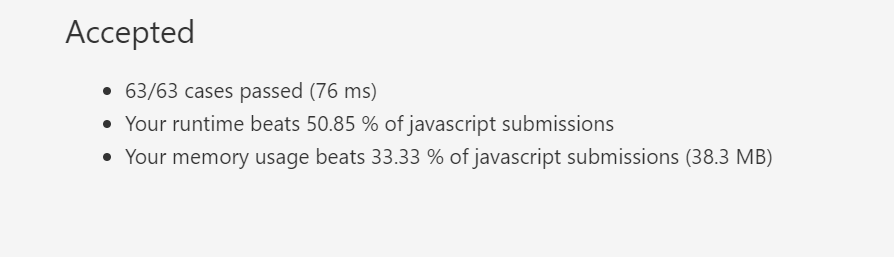 Accepted
• 63/63 cases passed (76 ms)
• Your runtime beats 50.85 % of javascript submissions
• Your memory usage beats 33.33 % of javascript submissions (38.3 MB)